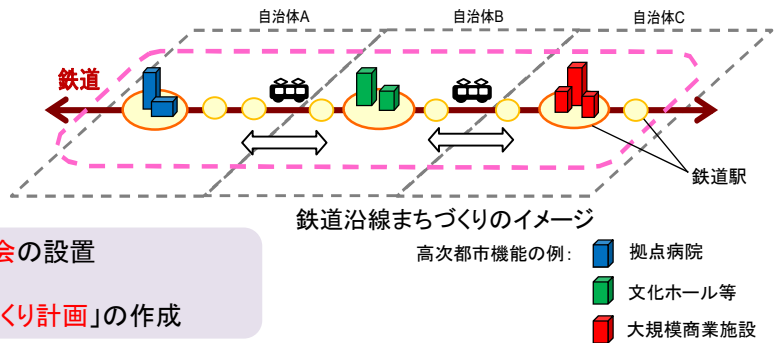 自治体A
自治体B
自治体C
鉄道
鉄道駅
鉄道沿線まちづくりのイメージ
会の設置
くり計画」の作成
高次都市機能の例：
拠点病院
文化ホール等
大規模商業施設